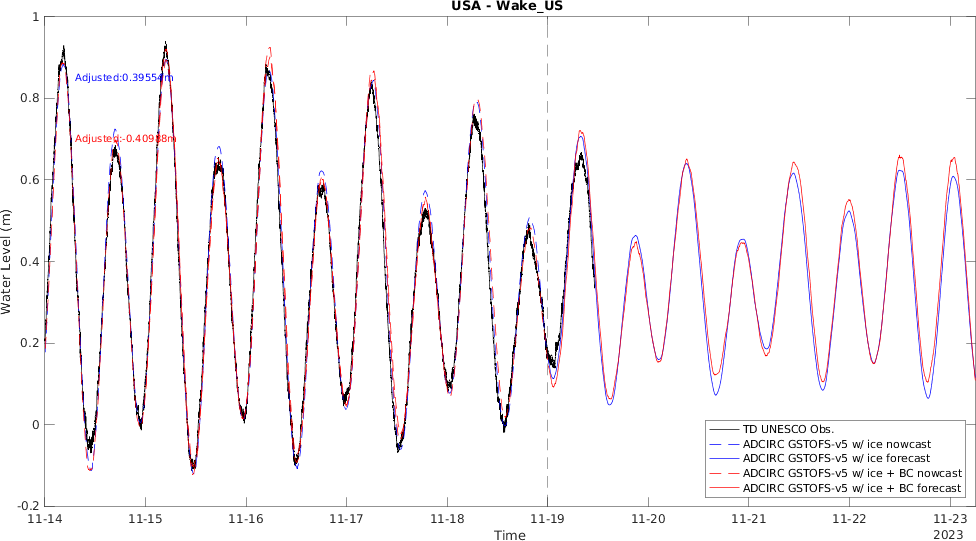 USA - Wake_US
1
0.8
0.6
0.4
0.2
0
-0.2
Water Level (m)
Adjusted:0.39554m
Adjusted:-0.40988m
TD UNESCO Obs.
ADCIRC GSTOFS-v5 w/ ice nowcast
ADCIRC GSTOFS-v5 w/ ice forecast
ADCIRC GSTOFS-v5 w/ ice + BC nowcast
ADCIRC GSTOFS-v5 w/ ice + BC forecast
11-14 11-15 11-16 11-17 11-18 11-19 11-20 11-21 11-22 11-23
Time
2023